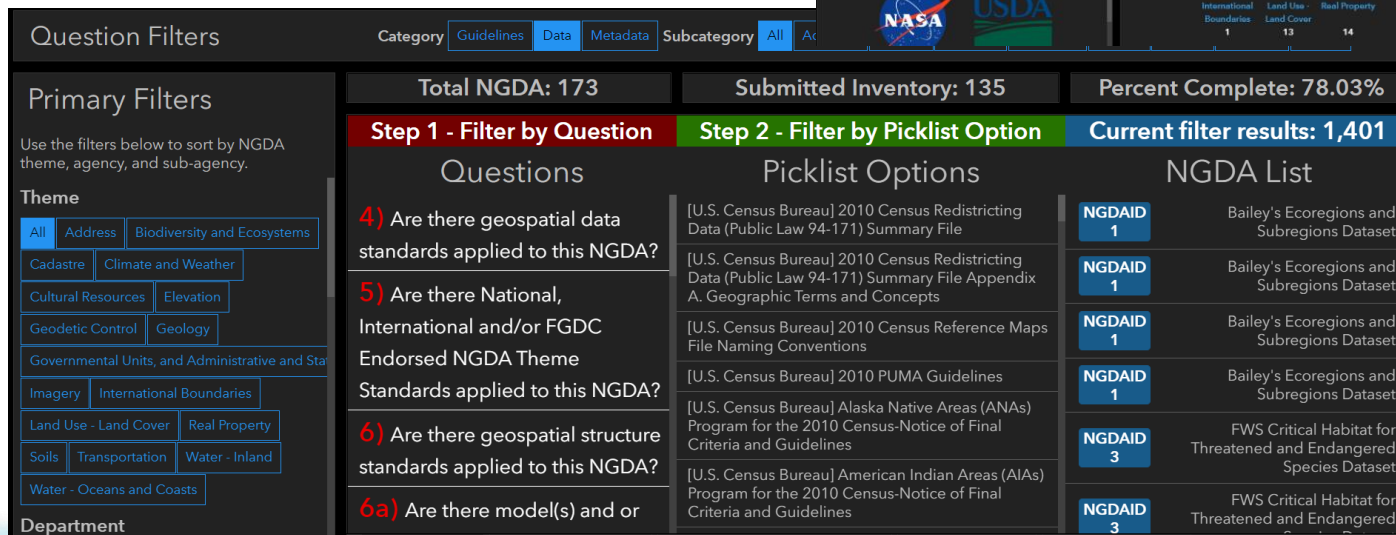 Question Filters
Category Guidelines Data Metadata Subcategory All
NASA USDA
International Boundaries 1
Land Use - Land Cover 13
Real Property 14
Primary Filters
Use the filters below to sort by NGDA
theme, agency, and sub-agency.
Theme
All Address Biodiversity and Ecosystems
Cadastre Climate and Weather
Cultural Resources Elevation
Geodetic Control Geology
Governmental Units, and Administrative and
Imagery International Boundaries
Land Use - Land Cover Real Property
Soils Transportation Water - Inland
Water - Oceans and Coasts
Department
Total NGDA: 173
Submitted Inventory: 135
Percent Complete: 78.03%
Step 1 - Filter by Question
Questions
4) Are there geospatial data
standards applied to this NGDA?
5) Are there National,
International and/or FGDC
Endorsed NGDA Theme
Standards applied to this NGDA?
6) Are there geospatial structure
standards applied to this NGDA?
6a) Are there model(s) and or
Step 2 - Filter by Picklist Option
Picklist Options
[U.S. Census Bureau] 2010 Census Redistricting
Data (Public Law 94-171) Summary File
[U.S. Census Bureau] 2010 Census Redistricting
Data (Public Law 94-171) Summary File Appendix
A. Geographic Terms and Concepts
[U.S. Census Bureau] 2010 Census Reference Maps
File Naming Conventions
[U.S. Census Bureau] 2010 PUMA Guidelines
[U.S. Census Bureau] Alaska Native Areas (ANAs)
Program for the 2010 Census-Notice of Final
Criteria and Guidelines
[U.S. Census Bureau] American Indian Areas (AIAs)
Program for the 2010 Census-Notice of Final
Criteria and Guidelines
Current filter results: 1,401
NGDA List
NGDAID 1
Bailey's Ecoregions and
Subregions Dataset
NGDAID 1
Bailey's Ecoregions and
Subregions Dataset
NGDAID 1
Bailey's Ecoregions and
Subregions Dataset
NGDAID 1
Bailey's Ecoregions and
Subregions Dataset
NGDAID 3
FWS Critical Habitat for
Threatened and Endangered
Species Dataset
NGDAID 3
FWS Critical Habitat for
Threatened and Endangered